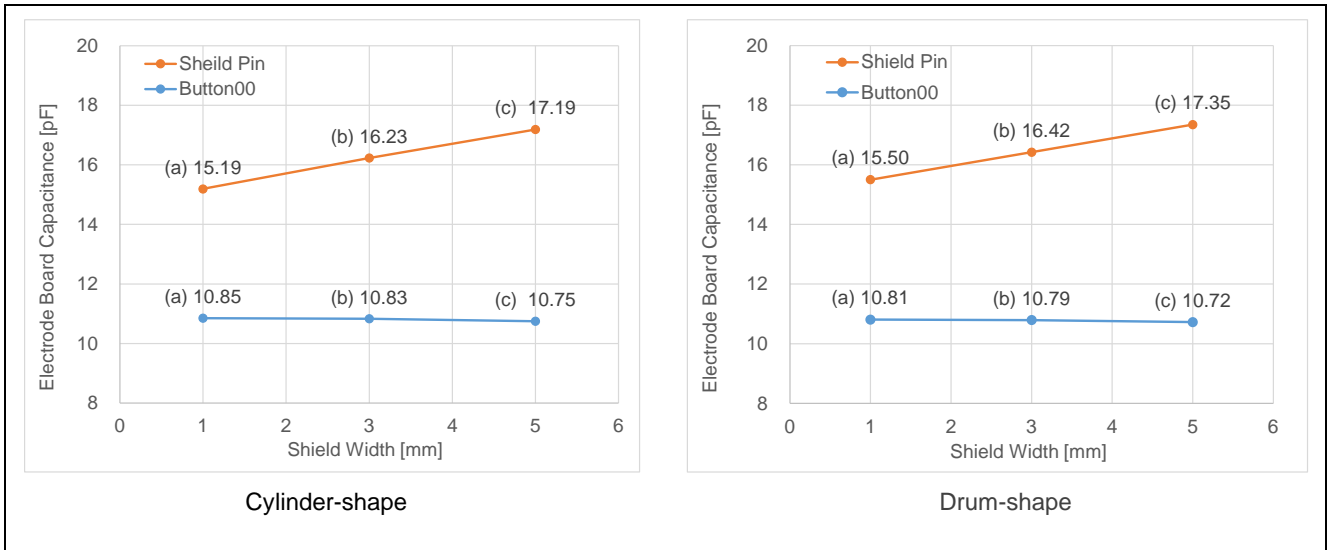 20
18
16
14
12
10
8
Electrode Board Capacitance [pF]
Sheild Pin
Button00
(a) 15.19
(b) 16.23
(c) 17.19
(a) 10.85
(b) 10.83
(c) 10.75
0 1 2 3 4 5 6
Shield Width [mm]
Cylinder-shape
20
18
16
14
12
10
8
Electrode Board Capacitance [pF]
Shield Pin
Button00
(a) 15.50
(b) 16.42
(c) 17.35
(a) 10.81
(b) 10.79
(c) 10.72
0 1 2 3 4 5 6
Shield Width [mm]
Drum-shape